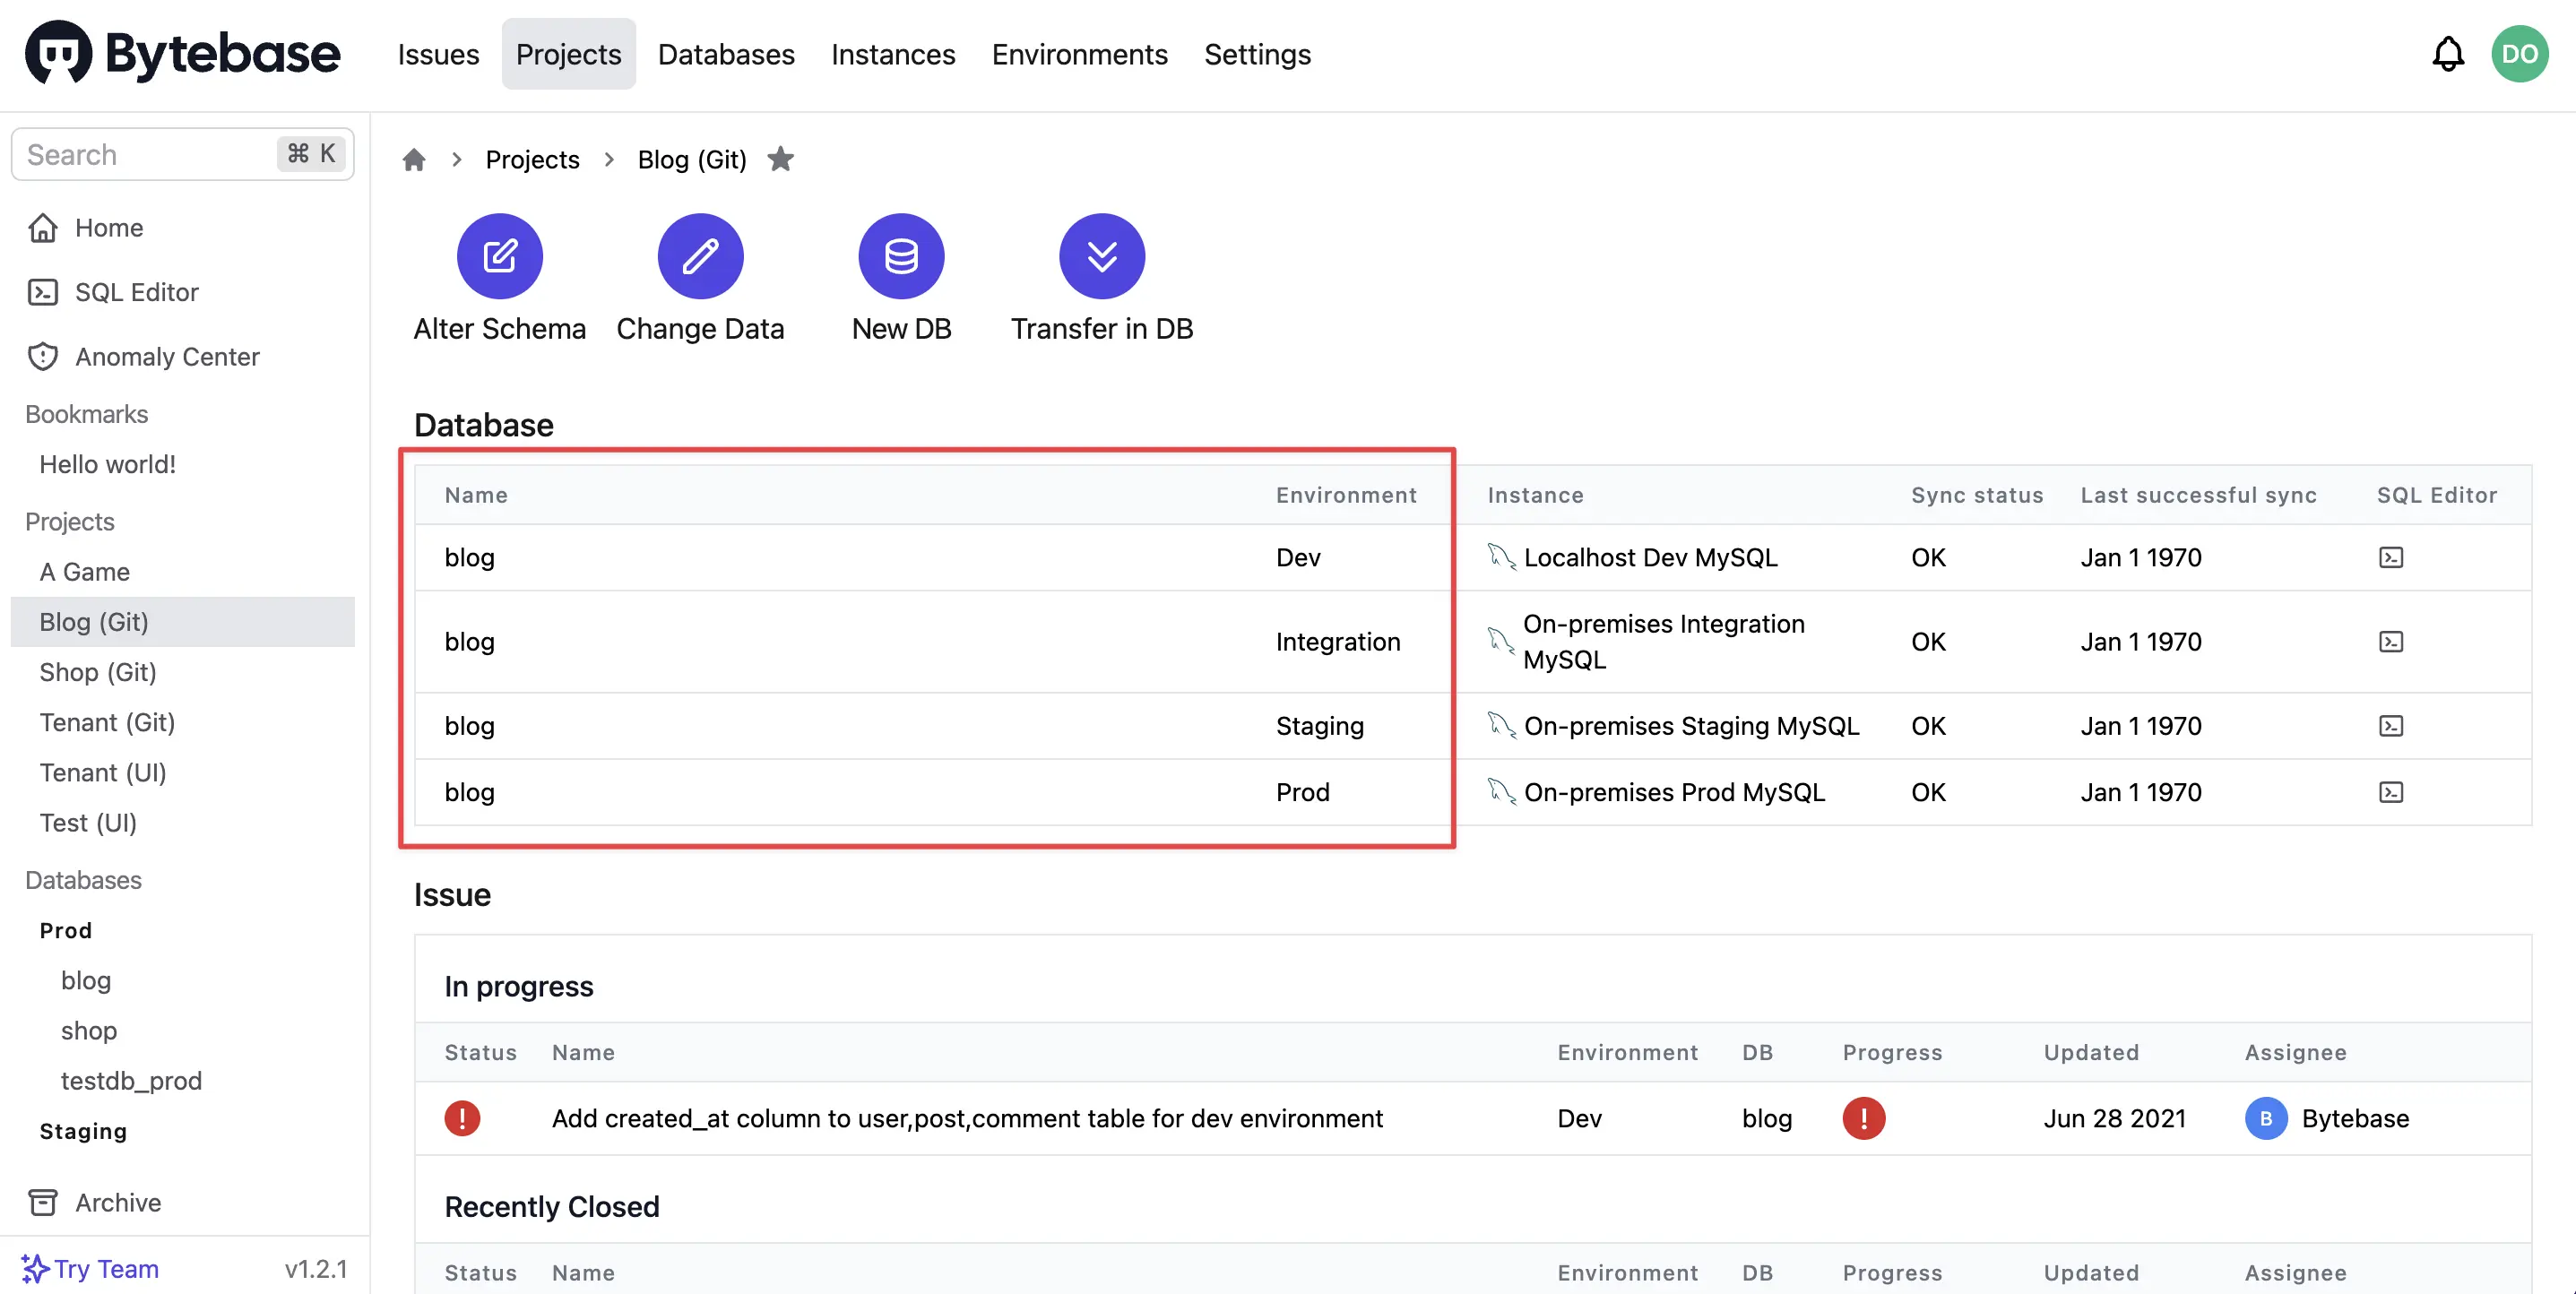 Bytebase Issues Projects Databases Instances Environments Settings DO
Search ⌘ K
Home
SQL Editor
Anomaly Center
Bookmarks
Hello world!
Projects
A Game
Blog (Git)
Shop (Git)
Tenant (Git)
Tenant (UI)
Test (UI)
Databases
Prod
blog
shop
testdb_prod
Staging
Archive
Try Team v1.2.1
Projects Blog (Git)
Alter Schema Change Data New DB Transfer in DB
Database
Name Environment Instance Sync status Last successful sync SQL Editor
blog Dev Localhost Dev MySQL OK Jan 1 1970
blog Integration On-premises Integration MySQL OK Jan 1 1970
blog Staging On-premises Staging MySQL OK Jan 1 1970
blog Prod On-premises Prod MySQL OK Jan 1 1970
Issue
In progress
Status Name Environment DB Progress Updated Assignee
! Add created_at column to user,post,comment table for dev environment Dev blog ! Jun 28 2021 B Bytebase
Recently Closed
Status Name Environment DB Progress Updated Assignee